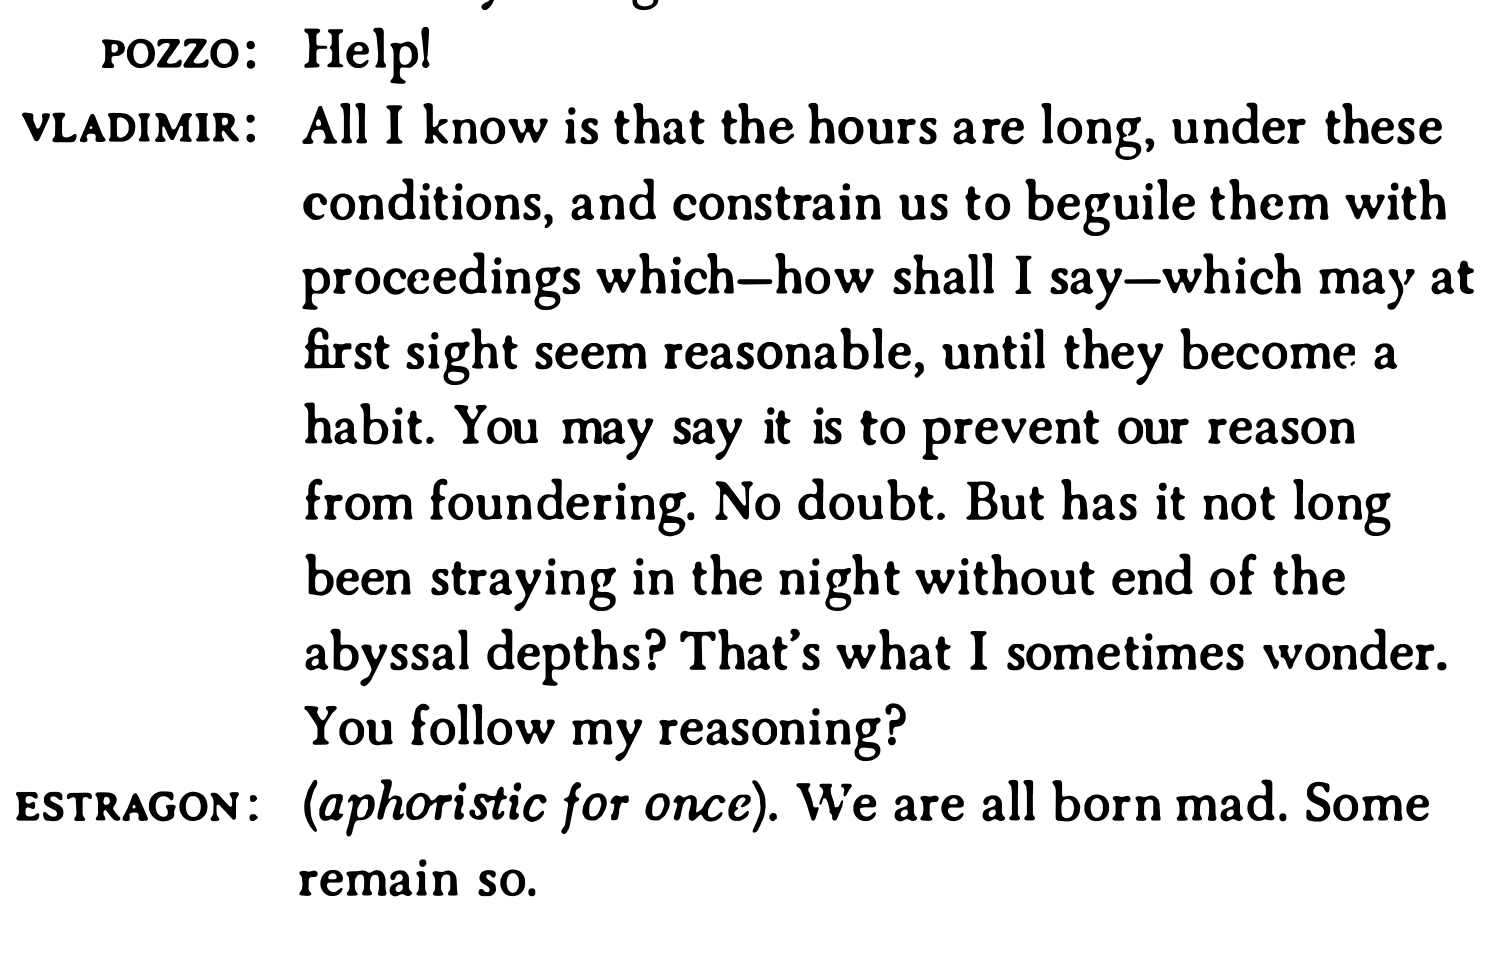 POZZO: Help!
VLADIMIR: All I know is that the hours are long, under these
conditions, and constrain us to beguile them with
proceedings which—how shall I say—which may at
first sight seem reasonable, until they become a
habit. You may say it is to prevent our reason
from foundering. No doubt. But has it not long
been straying in the night without end of the
abyssal depths? That's what I sometimes wonder.
You follow my reasoning?
ESTRAGON: (aphoristic for once). We are all born mad. Some
remain so.